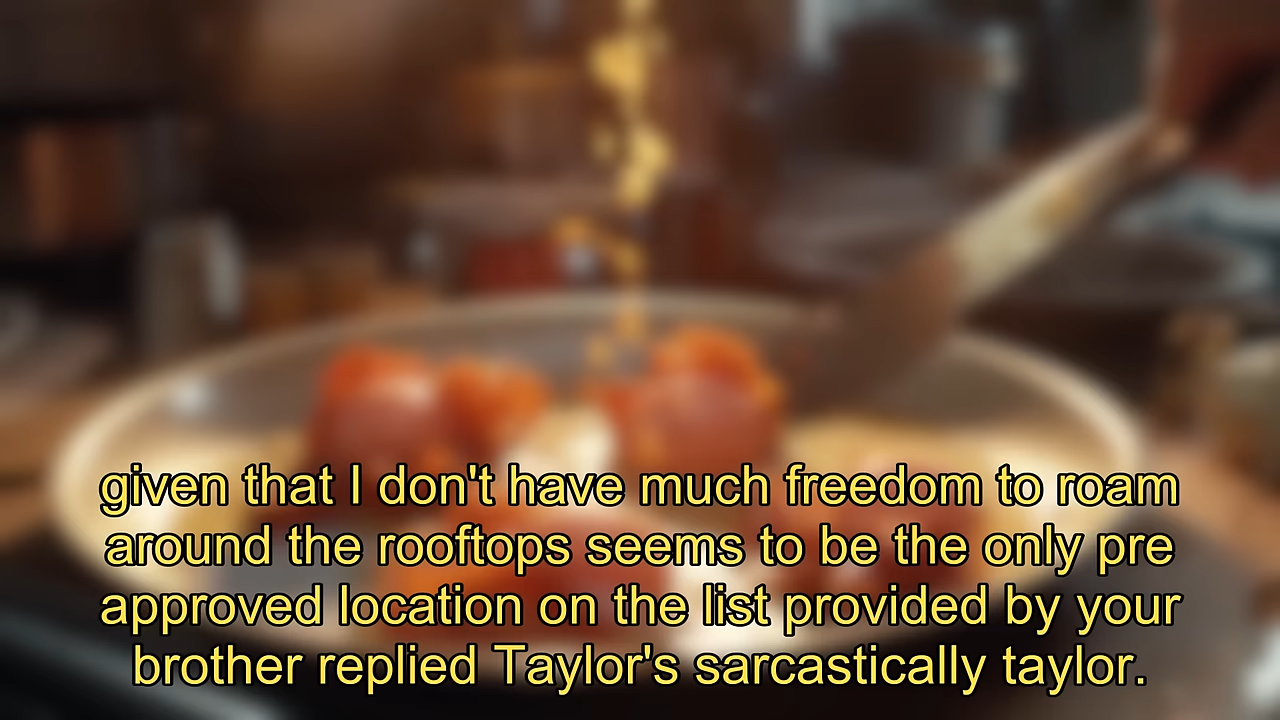 given that I don't have much freedom to roam
around the rooftops seems to be the only pre
approved location on the list provided by your
brother replied Taylor's sarcastically taylor.